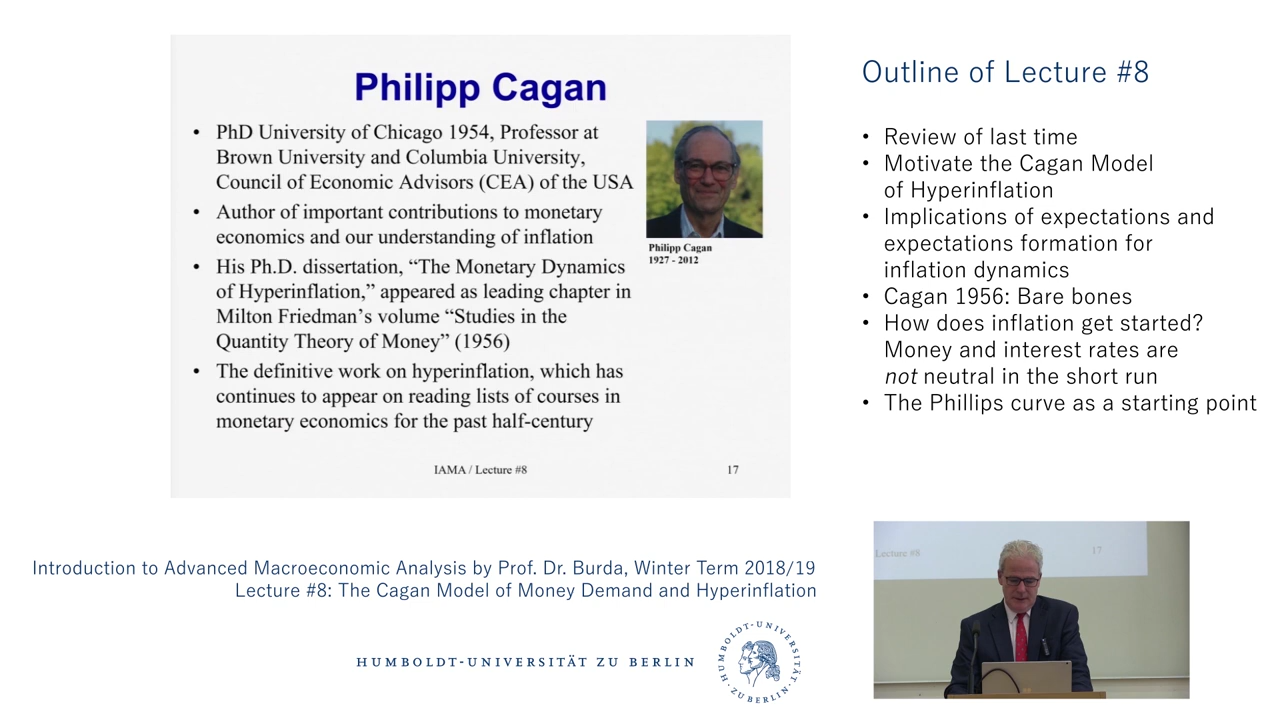 Philipp Cagan
• PhD University of Chicago 1954, Professor at
Brown University and Columbia University,
Council of Economic Advisors (CEA) of the USA
• Author of important contributions to monetary
economics and our understanding of inflation
• His Ph.D. dissertation, “The Monetary Dynamics
of Hyperinflation,” appeared as leading chapter in
Milton Friedman’s volume “Studies in the
Quantity Theory of Money” (1956)
• The definitive work on hyperinflation, which has
continues to appear on reading lists of courses in
monetary economics for the past half-century
Philipp Cagan
1927 - 2012
IAMA / Lecture #8
17
Outline of Lecture #8
• Review of last time
• Motivate the Cagan Model
of Hyperinflation
• Implications of expectations and
expectations formation for
inflation dynamics
• Cagan 1956: Bare bones
• How does inflation get started?
Money and interest rates are
not neutral in the short run
• The Phillips curve as a starting point
Introduction to Advanced Macroeconomic Analysis by Prof. Dr. Burda, Winter Term 2018/19
Lecture #8: The Cagan Model of Money Demand and Hyperinflation
HUMBOLDT-UNIVERSITÄT ZU BERLIN
HUMBOLDT-UNIVERSITÄT ZU BERLIN
Lecture #8
17